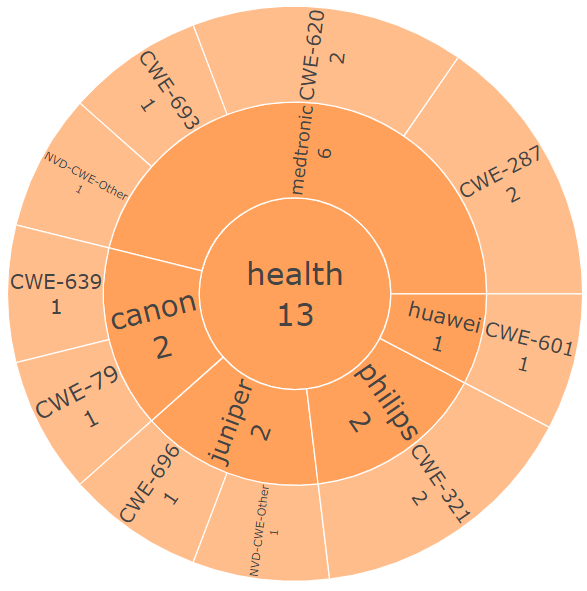 health
13
medtronic
6
canon
2
juniper
2
philips
2
huawei
1
CWE-287
2
CWE-620
2
CWE-693
1
NVD-CWE-Other
1
CWE-639
1
CWE-79
1
CWE-696
1
NVD-CWE-Other
1
CWE-321
2
CWE-601
1